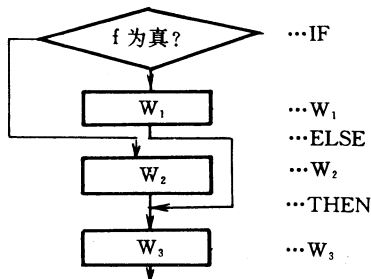 f 为真? …IF
W₁ …W₁
…ELSE
W₂ …W₂
…THEN
W₃ …W₃